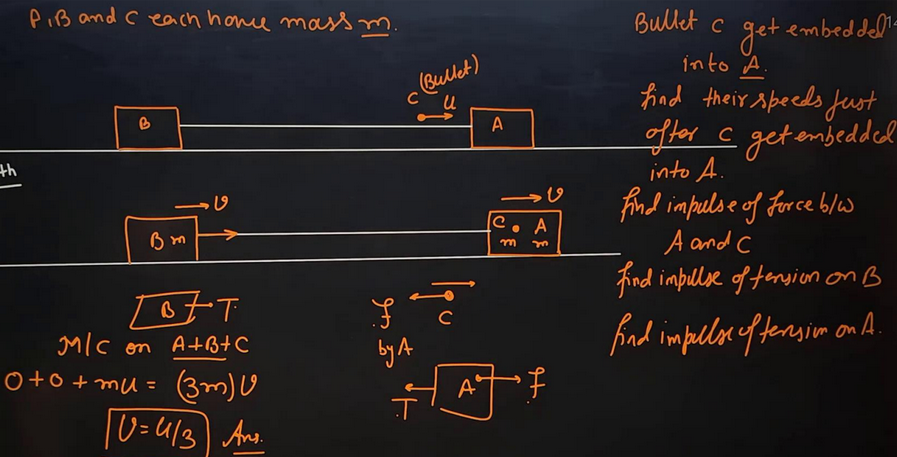 P,B and C each have mass m.
(Bullet)
C u
B
A
th
v
v
B m
C A
m m
B T
M/C on A+B+C
0+0+mu = (3m)v
v=u/3 Ans.
f
C
by A
T A f
Bullet C get embedded
into A.
find their speeds just
after C get embedded
into A.
find impulse of force b/w
A and C
find impulse of tension on B
find impulse of tension on A.
14